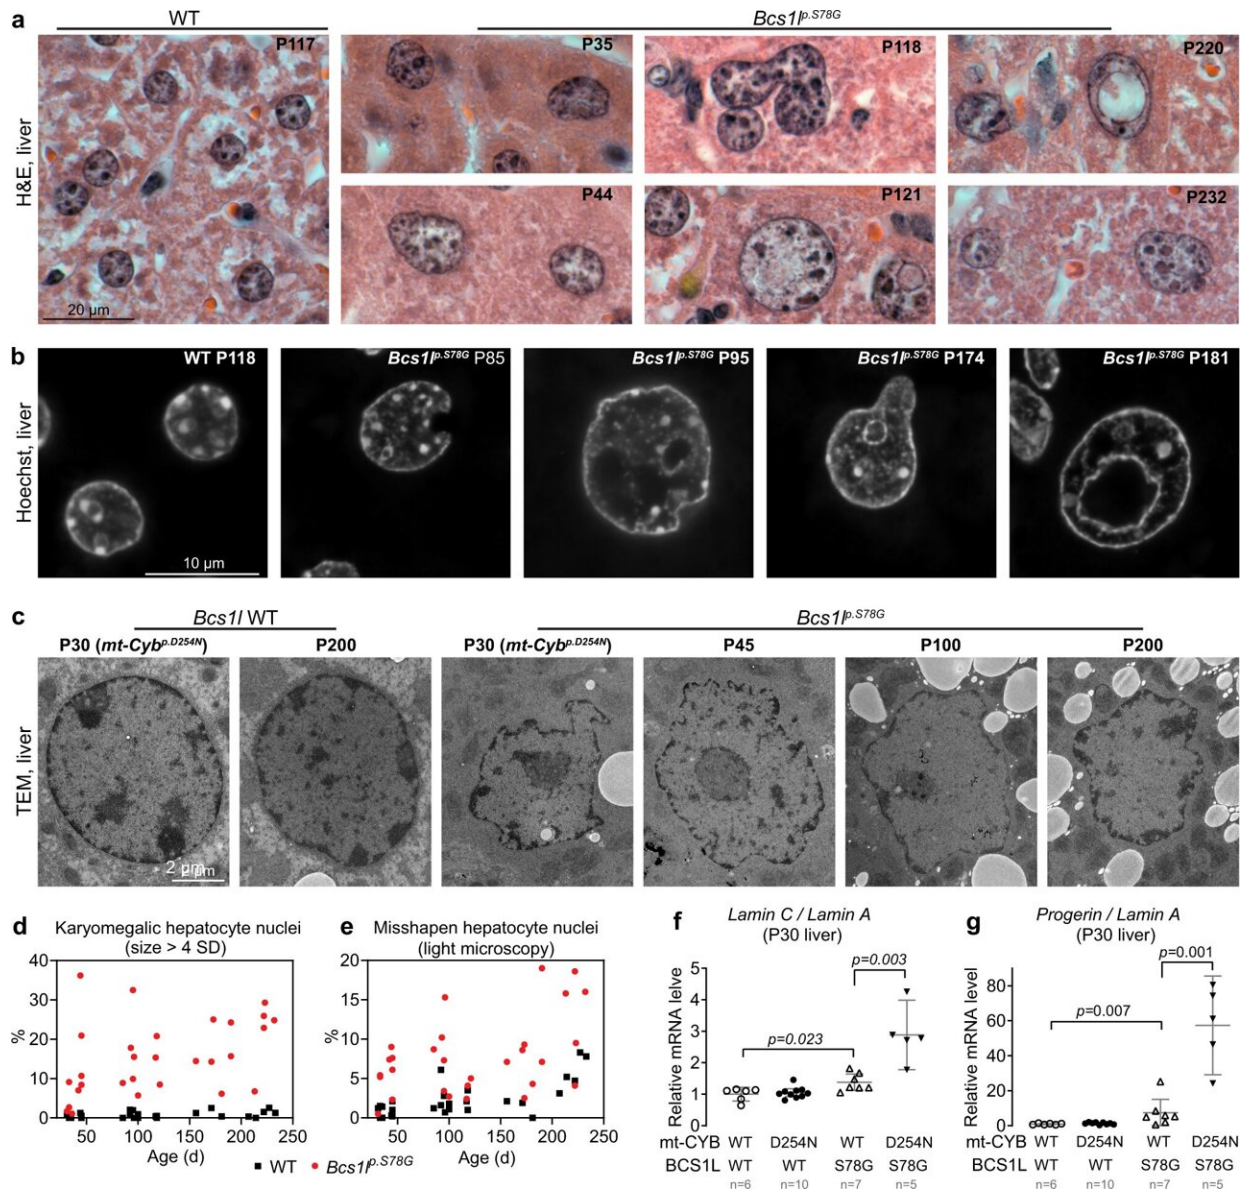 a
WT
Bcs1l^p.S78G
H&E, liver
P117
P35
P118
P220
P44
P121
P232
20 µm
b
Hoechst, liver
WT P118
Bcs1l^p.S78G P85
Bcs1l^p.S78G P95
Bcs1l^p.S78G P174
Bcs1l^p.S78G P181
10 µm
c
Bcs1l WT
Bcs1l^p.S78G
P30 (mt-Cyb^p.D254N)
P200
P30 (mt-Cyb^p.D254N)
P45
P100
P200
TEM, liver
2 µm
d
Karyomegalic hepatocyte nuclei
(size > 4 SD)
%
40
30
20
10
0
50 100 150 200 250
Age (d)
e
Misshapen hepatocyte nuclei
(light microscopy)
%
20
15
10
5
0
50 100 150 200 250
Age (d)
WT Bcs1l^p.S78G
f
Lamin C / Lamin A
(P30 liver)
Relative mRNA leve
5
4
3
2
1
0
p=0.003
p=0.023
mt-CYB WT D254N WT D254N
BCS1L WT WT S78G S78G
n=6 n=10 n=7 n=5
g
Progerin / Lamin A
(P30 liver)
Relative mRNA level
80
60
40
20
0
p=0.001
p=0.007
WT D254N WT D254N
WT WT S78G S78G
n=6 n=10 n=7 n=5